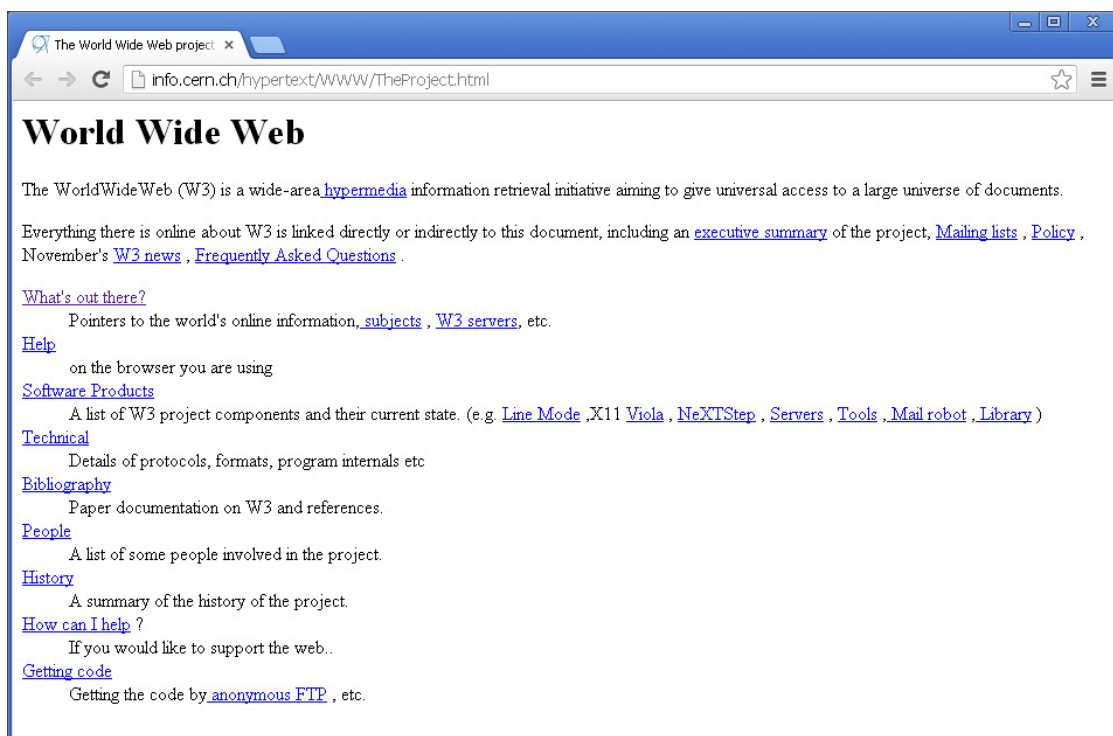 The World Wide Web project
info.cern.ch/hypertext/WWW/TheProject.html
World Wide Web
The WorldWideWeb (W3) is a wide-area hypermedia information retrieval initiative aiming to give universal access to a large universe of documents.
Everything there is online about W3 is linked directly or indirectly to this document, including an executive summary of the project, Mailing lists , Policy ,
November's W3 news , Frequently Asked Questions .
What's out there?
Pointers to the world's online information, subjects , W3 servers, etc.
Help
on the browser you are using
Software Products
A list of W3 project components and their current state. (e.g. Line Mode ,X11 Viola , NeXTStep , Servers , Tools , Mail robot , Library )
Technical
Details of protocols, formats, program internals etc
Bibliography
Paper documentation on W3 and references.
People
A list of some people involved in the project.
History
A summary of the history of the project.
How can I help ?
If you would like to support the web..
Getting code
Getting the code by anonymous FTP , etc.